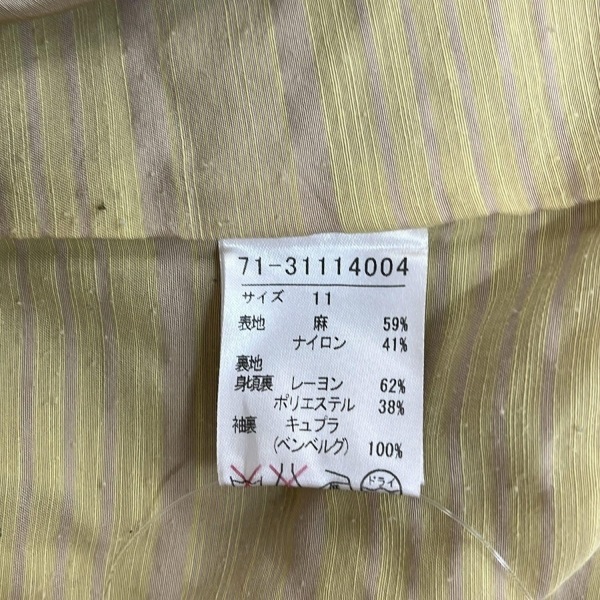 71-31114004
サイズ 11
表地 麻 59%
ナイロン 41%
裏地
身頃裏 レーヨン 62%
ポリエステル 38%
袖裏 キュプラ
(ベンベルグ) 100%
ドライ